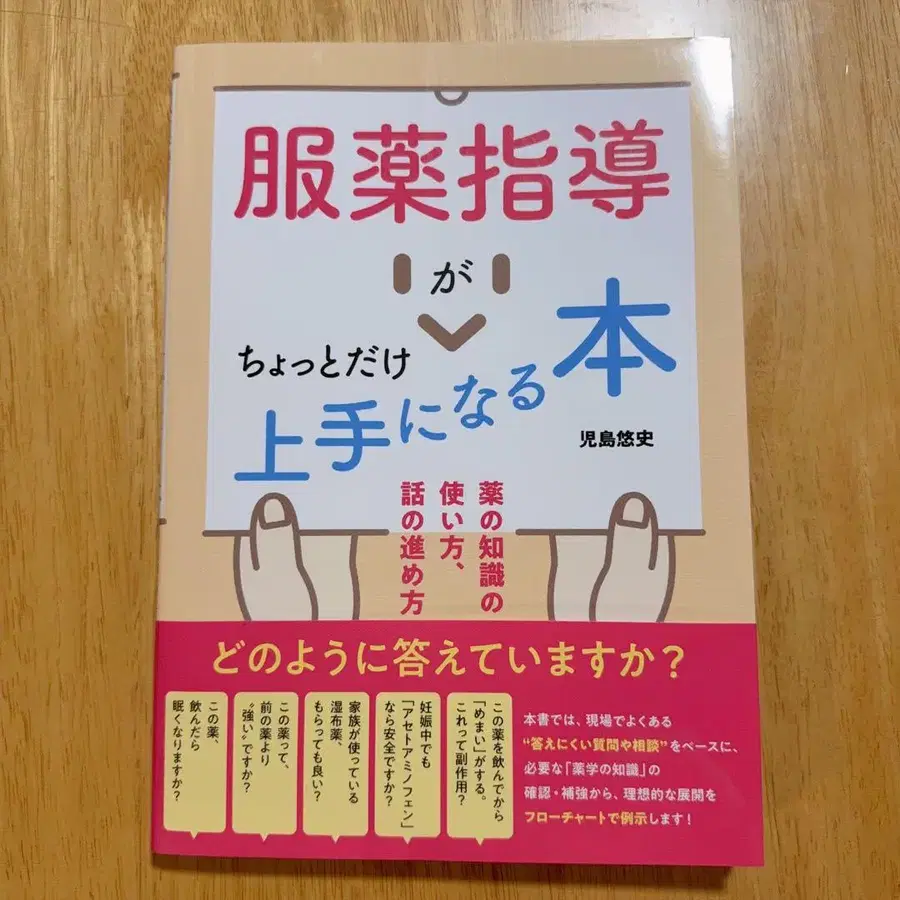 服薬指導
が
ちょっとだけ
上手になる本
児島悠史
薬の知識の
使い方、
話の進め方
どのように答えていますか？
この薬を飲んでから
「めまい」がする。
これって副作用？
妊娠中でも
「アセトアミノフェン」
なら安全ですか？
家族が使っている
湿布薬、
もらっても良い？
この薬って、
前の薬より
“強い”ですか？
この薬、
飲んだら
眠くなりますか？
本書では、現場でよくある
“答えにくい質問や相談”をベースに、
必要な「薬学の知識」の
確認・補強から、理想的な展開を
フローチャートで例示します！